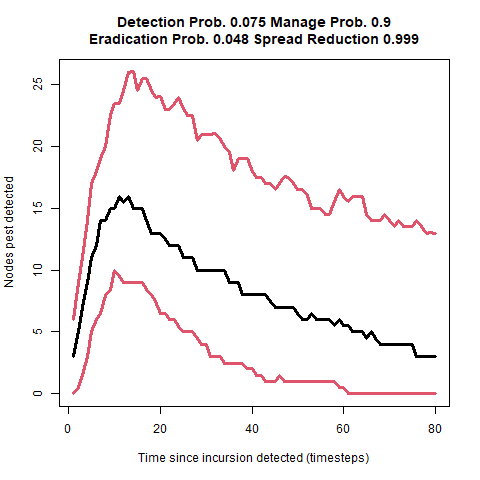 Detection Prob. 0.075 Manage Prob. 0.9
Eradication Prob. 0.048 Spread Reduction 0.999
Nodes pest detected
25
20
15
10
5
0
0 20 40 60 80
Time since incursion detected (timesteps)